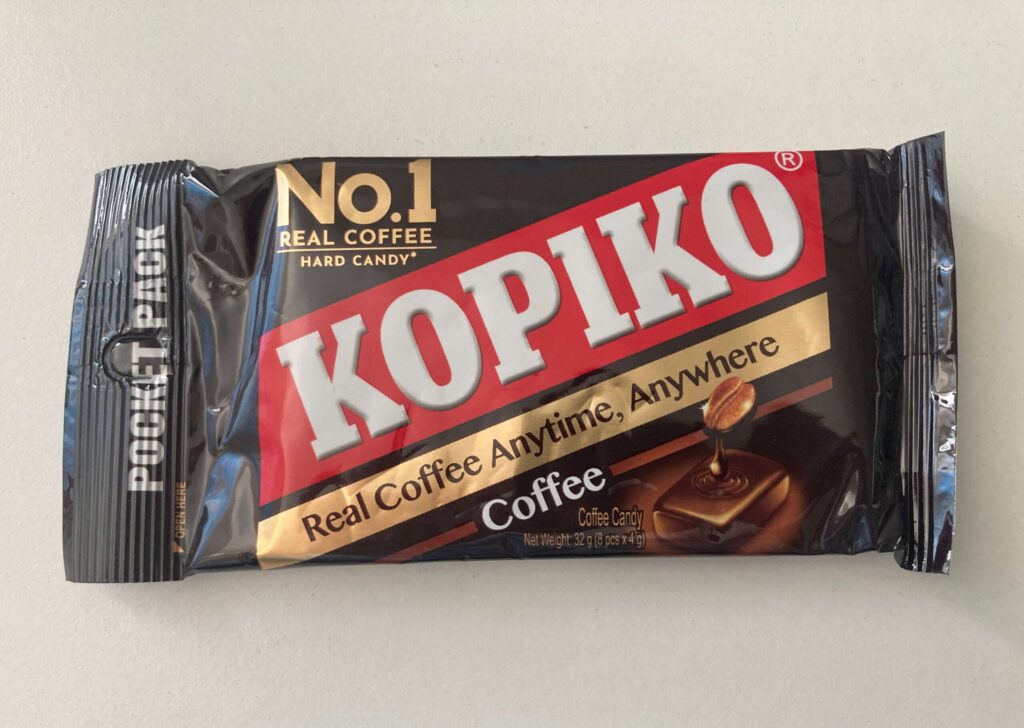 POCKET PACK
OPEN HERE
No.1
REAL COFFEE
HARD CANDY*
KOPIKO®
Real Coffee Anytime, Anywhere
Coffee
Coffee Candy
Net Weight: 32 g (8 pcs x 4 g)